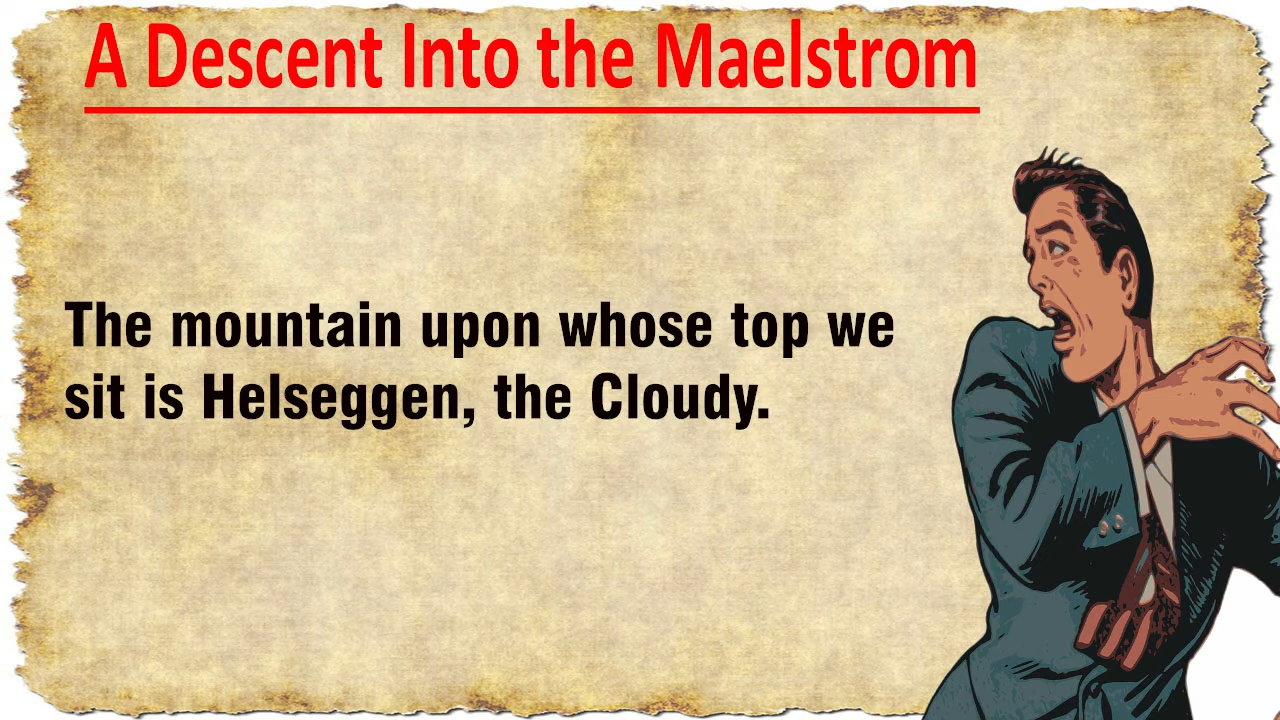 A Descent Into the Maelstrom
The mountain upon whose top we
sit is Helseggen, the Cloudy.